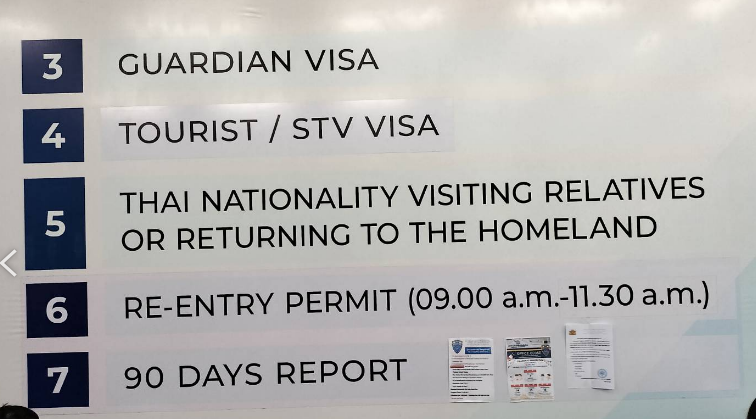 3 GUARDIAN VISA
4 TOURIST / STV VISA
5 THAI NATIONALITY VISITING RELATIVES
OR RETURNING TO THE HOMELAND
6 RE-ENTRY PERMIT (09.00 a.m.-11.30 a.m.)
7 90 DAYS REPORT